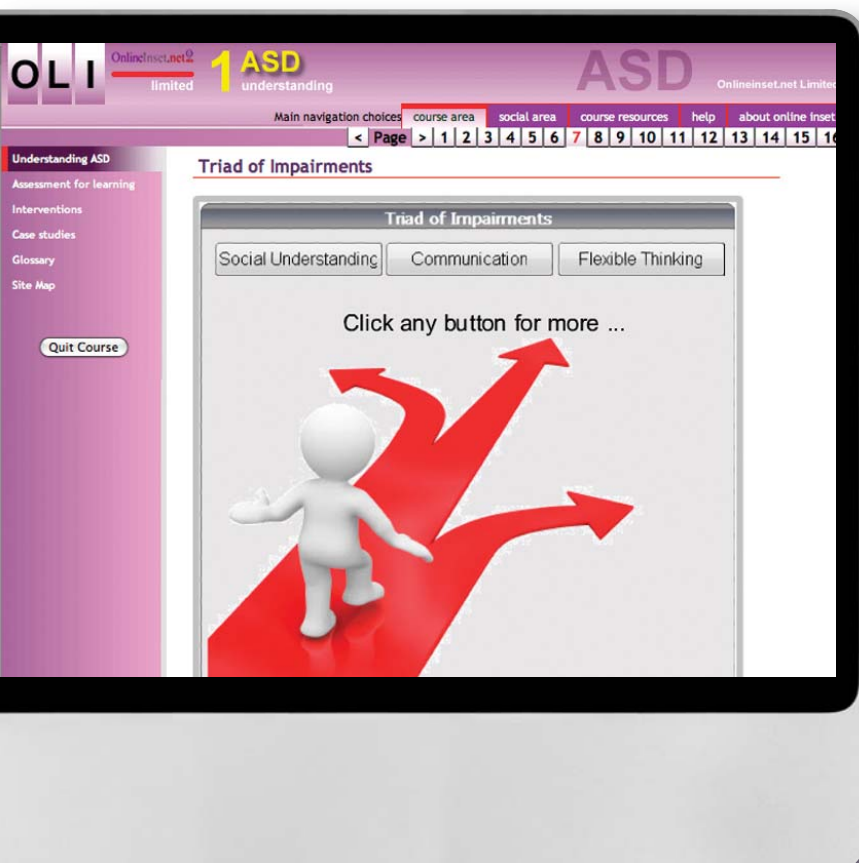 OLI
OnlineInset.net2
limited
1 ASD
understanding
ASD
Onlineinset.net Limited
Main navigation choices course area social area course resources help about online inset
< Page > 1 2 3 4 5 6 7 8 9 10 11 12 13 14 15
Understanding ASD
Assessment for learning
Interventions
Case studies
Glossary
Site Map
Quit Course
Triad of Impairments
Triad of Impairments
Social Understanding Communication Flexible Thinking
Click any button for more ...